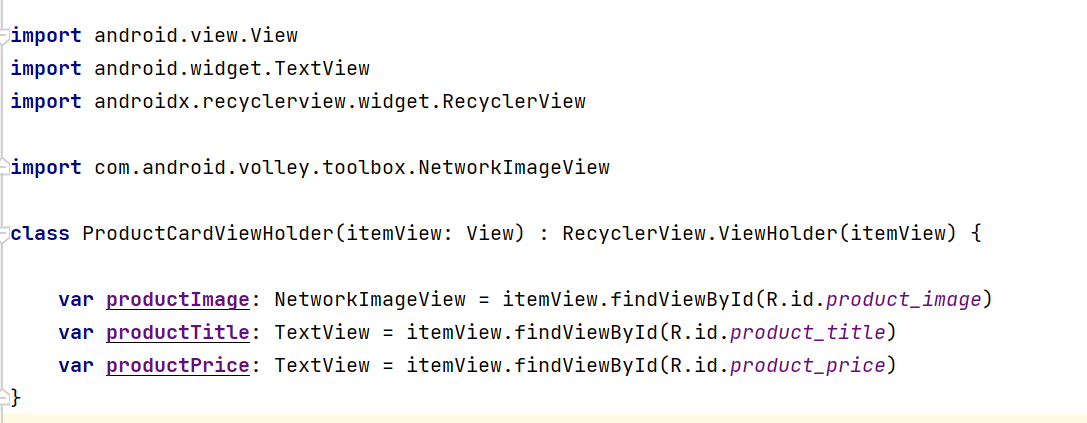 import android.view.View
import android.widget.TextView
import androidx.recyclerview.widget.RecyclerView
import com.android.volley.toolbox.NetworkImageView
class ProductCardViewHolder(itemView: View) : RecyclerView.ViewHolder(itemView) {
var productImage: NetworkImageView = itemView.findViewById(R.id.product_image)
var productTitle: TextView = itemView.findViewById(R.id.product_title)
var productPrice: TextView = itemView.findViewById(R.id.product_price)
}